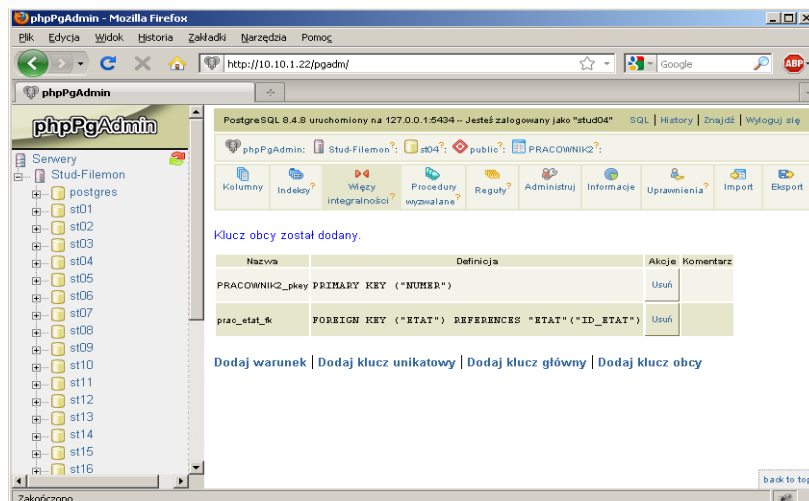 phpPgAdmin - Mozilla Firefox
Plik Edycja Widok Historia Zakładki Narzędzia Pomoc
http://10.10.1.22/pgadm/
Google
ABP
phpPgAdmin
phpPgAdmin
Serwery
Stud-Filemon
postgres
st01
st02
st03
st04
st05
st06
st07
st08
st09
st10
st11
st12
st13
st14
st15
st16
PostgreSQL 8.4.8 uruchomiony na 127.0.0.1:5434 -- Jesteś zalogowany jako "stud04"
SQL | History | Znajdź | Wyloguj się
phpPgAdmin: Stud-Filemon?: st04?: public?: PRACOWNIK2?:
Kolumny
Indeksy?
Więzy integralności?
Procedury wyzwalane?
Reguły?
Administruj
Informacje
Uprawnienia?
Import
Eksport
Klucz obcy został dodany.
Nazwa Definicja Akcje Komentarz
PRACOWNIK2_pkey PRIMARY KEY ("NUMER") Usuń
prac_etat_fk FOREIGN KEY ("ETAT") REFERENCES "ETAT"("ID_ETAT") Usuń
Dodaj warunek | Dodaj klucz unikatowy | Dodaj klucz główny | Dodaj klucz obcy
back to top
Zakończono